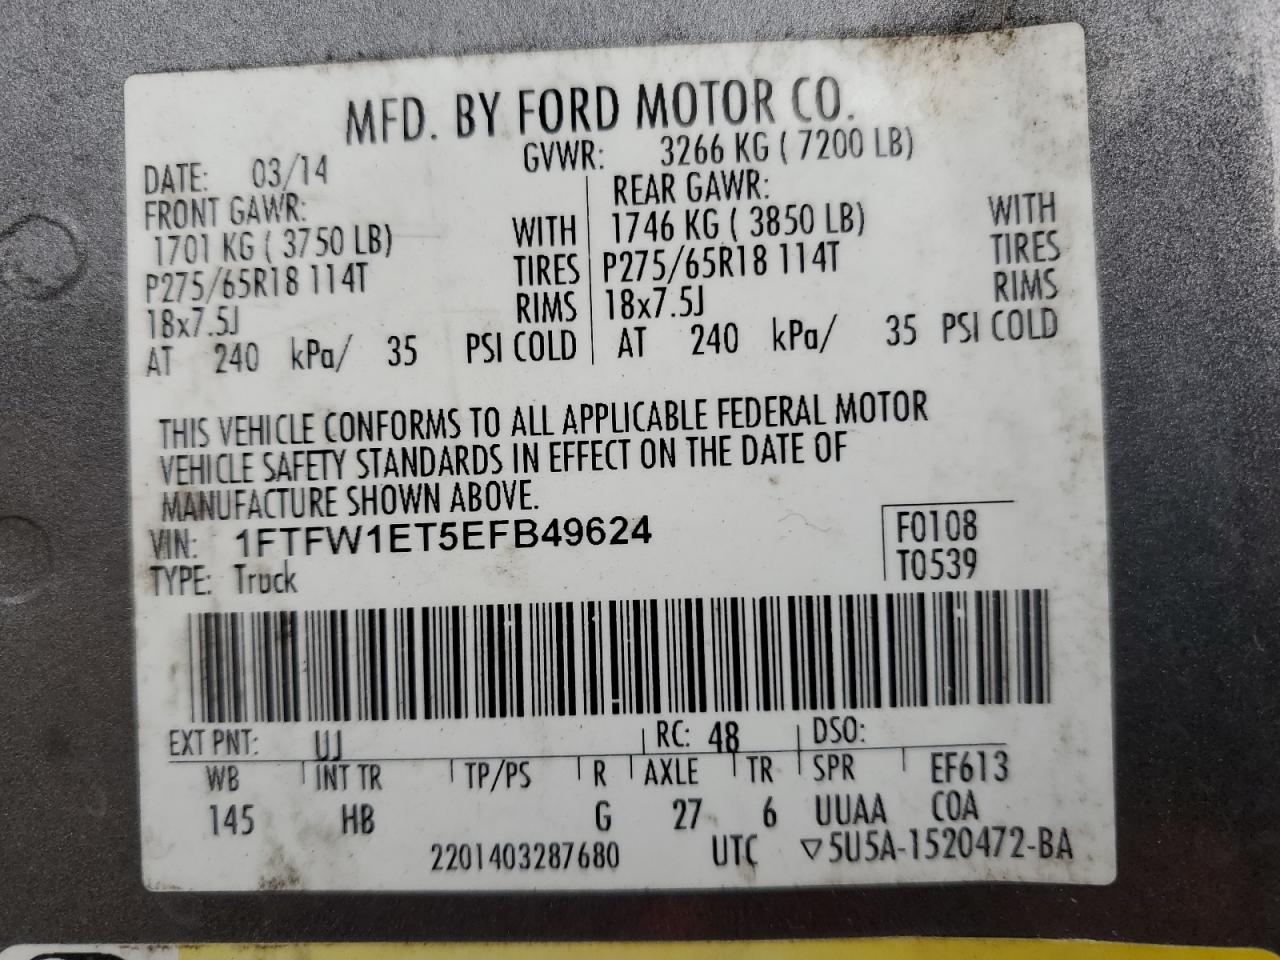 MFD. BY FORD MOTOR CO.
DATE: 03/14
GVWR: 3266 KG ( 7200 LB)
FRONT GAWR:
1701 KG ( 3750 LB) WITH
P275/65R18 114T TIRES
18x7.5J RIMS
AT 240 kPa/ 35 PSI COLD
REAR GAWR:
1746 KG ( 3850 LB) WITH
P275/65R18 114T TIRES
18x7.5J RIMS
AT 240 kPa/ 35 PSI COLD
THIS VEHICLE CONFORMS TO ALL APPLICABLE FEDERAL MOTOR
VEHICLE SAFETY STANDARDS IN EFFECT ON THE DATE OF
MANUFACTURE SHOWN ABOVE.
VIN: 1FTFW1ET5EFB49624
TYPE: Truck
F0108
T0539
EXT PNT: UJ RC: 48 DSO:
WB INT TR TP/PS R AXLE TR SPR EF613
145 HB G 27 6 UUAA COA
2201403287680 UTC ▽5U5A-1520472-BA